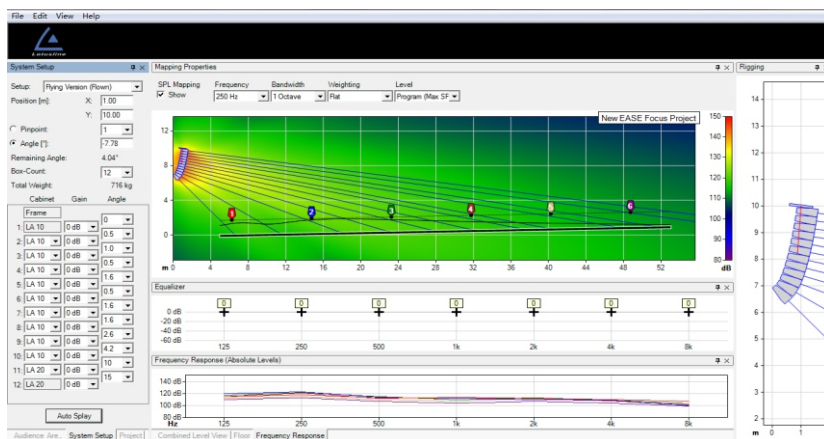 File Edit View Help
Lotusline
System Setup
Setup: Flying Version (Flown)
Position [m]: X: 1.00
Y: 10.00
Pinpoint: 1
Angle [°]: -7.78
Remaining Angle: 4.04°
Box-Count: 12
Total Weight: 716 kg
Cabinet Gain Angle
Frame
0
1: LA 10 0 dB
0.5
2: LA 10 0 dB
1.0
3: LA 10 0 dB
0.5
4: LA 10 0 dB
1.6
5: LA 10 0 dB
0.5
6: LA 10 0 dB
1.6
7: LA 10 0 dB
1.6
8: LA 10 0 dB
2.6
9: LA 10 0 dB
4.2
10: LA 10 0 dB
10
11: LA 20 0 dB
15
12: LA 20 0 dB
Auto Splay
Audience Are... System Setup Project
Mapping Properties
SPL Mapping Frequency Bandwidth Weighting Level
Show 250 Hz 1 Octave Flat Program (Max SF
New EASE Focus Project
12
8
4
0
m 0 4 8 12 16 20 24 28 32 36 40 44 48 52
1 2 3 4 5 6
150
140
130
120
110
100
90
80
dB
Equalizer
0 0 0 0 0 0 0
0 dB
-20 dB
-40 dB
-60 dB
125 250 500 1k 2k 4k 8k
Frequency Response (Absolute Levels)
140 dB
120 dB
100 dB
80 dB
Hz 125 250 500 1k 2k 4k 8k
Combined Level View Floor Frequency Response
Rigging
14
13
12
11
10
9
8
7
6
5
4
3
2
m 0 1